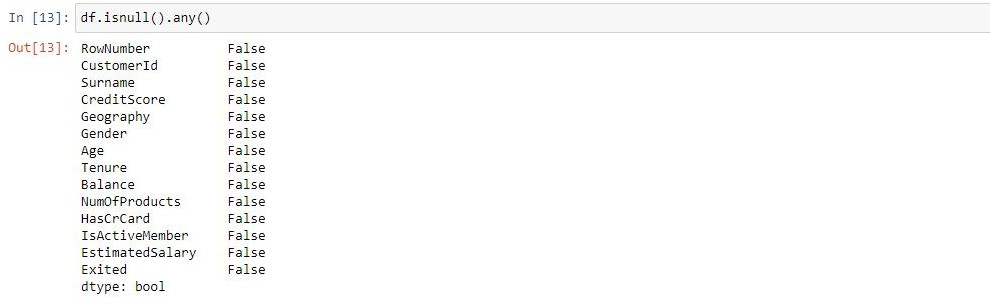 In [13]: df.isnull().any()
Out[13]: RowNumber False
CustomerId False
Surname False
CreditScore False
Geography False
Gender False
Age False
Tenure False
Balance False
NumOfProducts False
HasCrCard False
IsActiveMember False
EstimatedSalary False
Exited False
dtype: bool